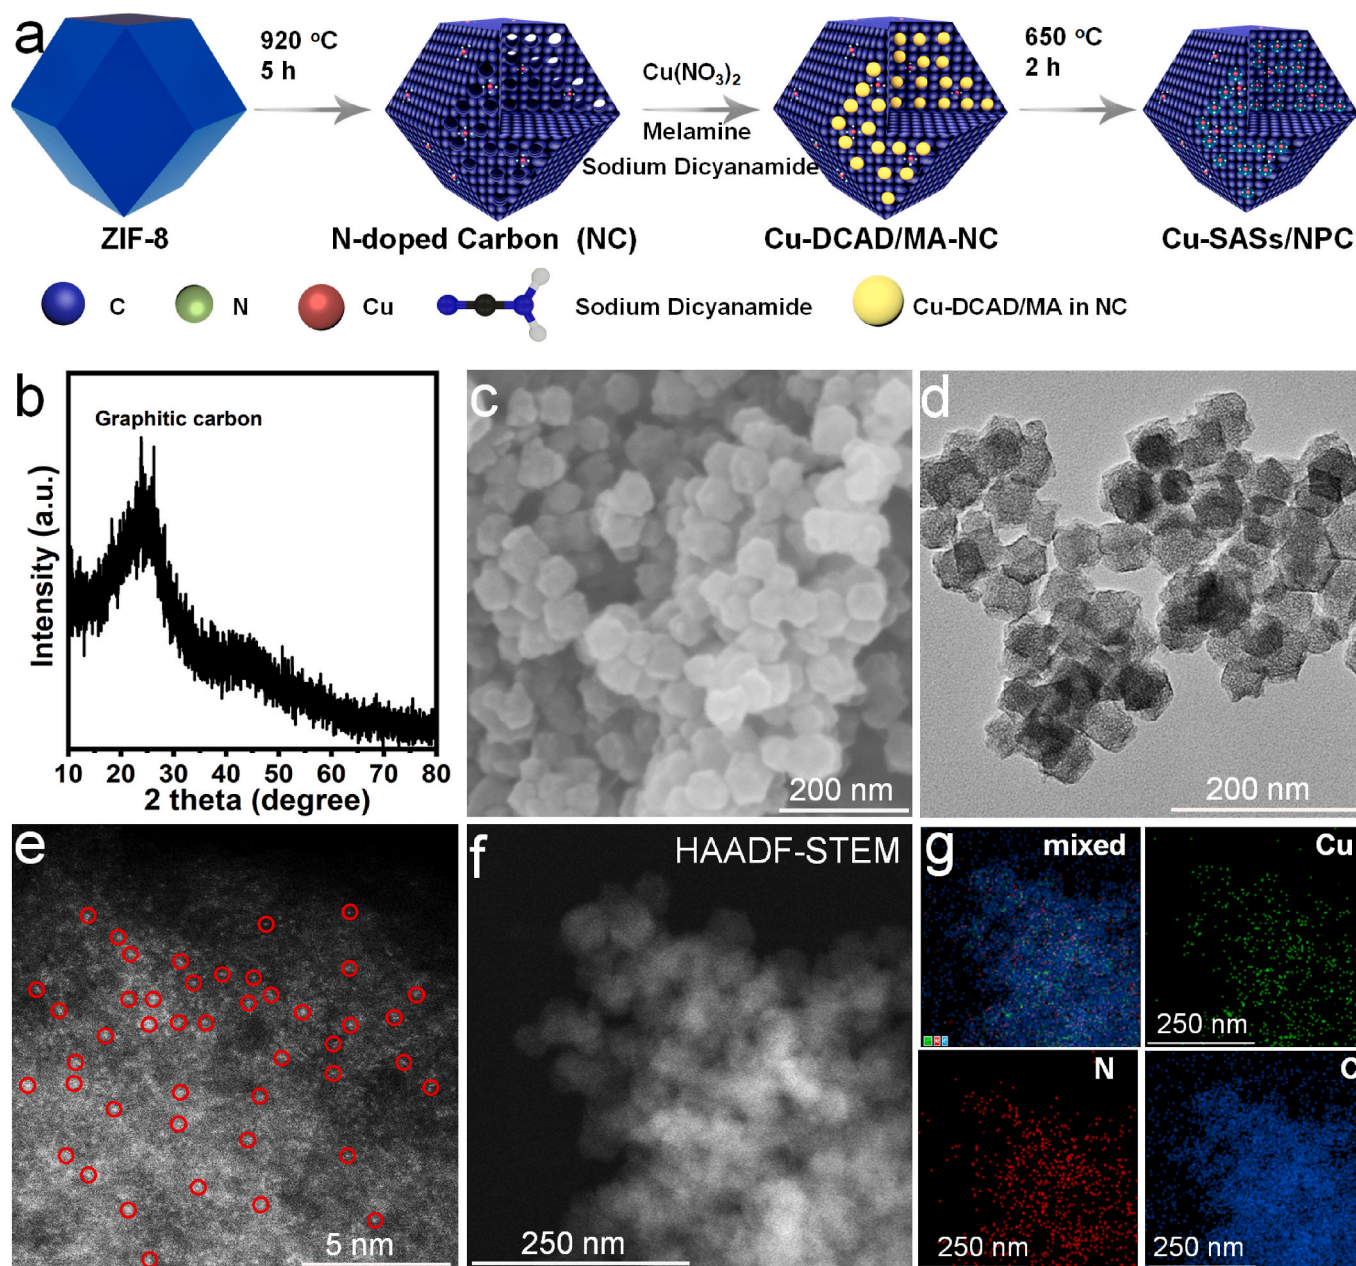 a
920 °C
5 h
Cu(NO₃)₂
Melamine
Sodium Dicyanamide
650 °C
2 h
ZIF-8
N-doped Carbon (NC)
Cu-DCAD/MA-NC
Cu-SASs/NPC
C
N
Cu
Sodium Dicyanamide
Cu-DCAD/MA in NC
b
Graphitic carbon
Intensity (a.u.)
10 20 30 40 50 60 70 80
2 theta (degree)
c
200 nm
d
200 nm
e
5 nm
f
HAADF-STEM
250 nm
g
mixed
Cu
250 nm
N
250 nm
C
250 nm